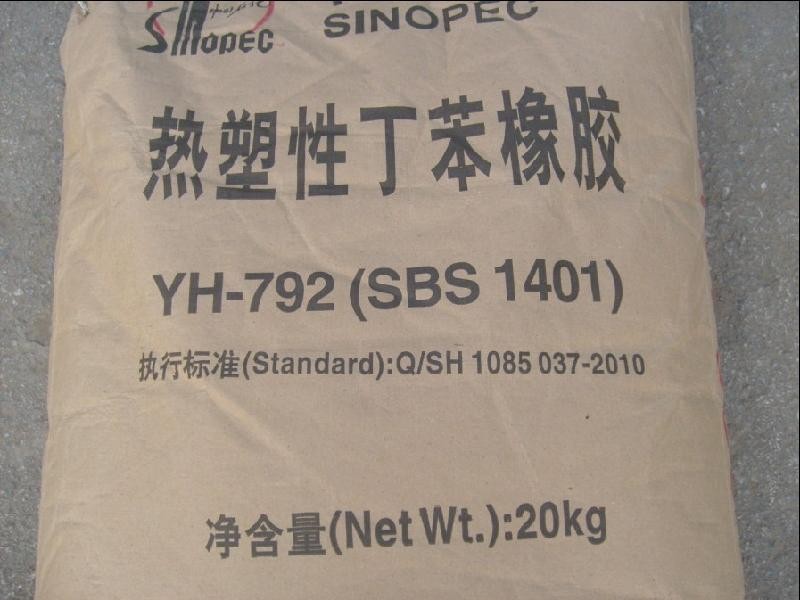 SINOPEC
SINOPEC
热塑性丁苯橡胶
YH-792 (SBS 1401)
执行标准(Standard):Q/SH 1085 037-2010
净含量(Net Wt.):20kg